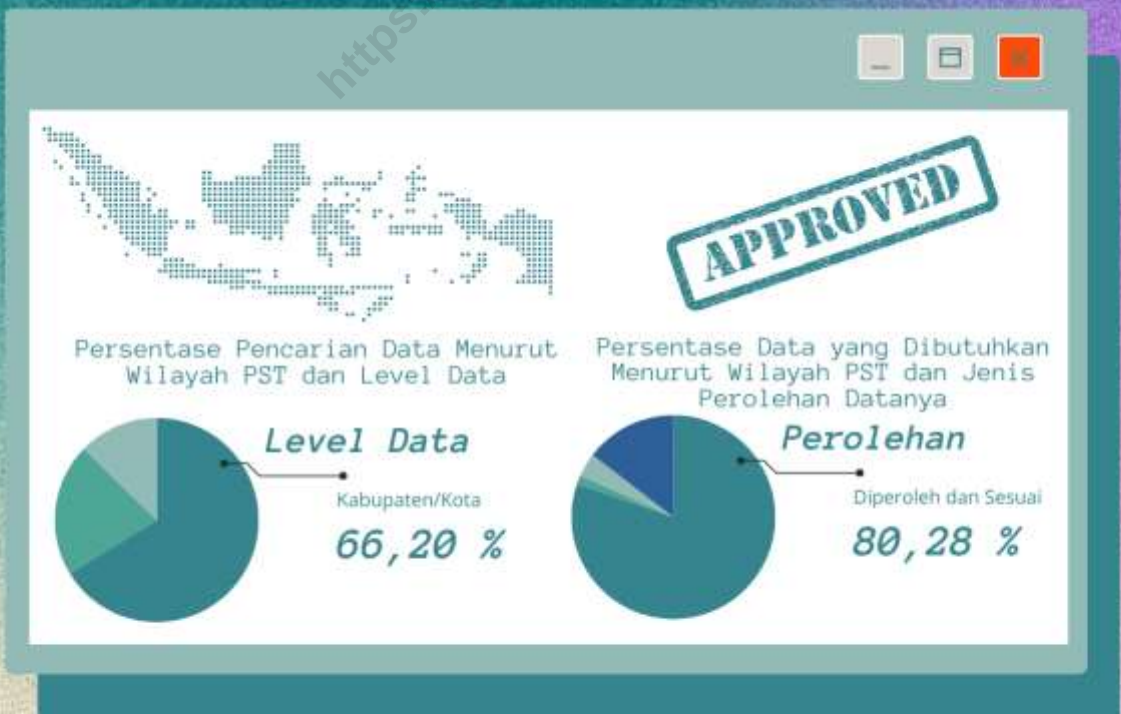 https
APPROVED
Persentase Pencarian Data Menurut
Wilayah PST dan Level Data
Level Data
Kabupaten/Kota
66,20 %
Persentase Data yang Dibutuhkan
Menurut Wilayah PST dan Jenis
Perolehan Datanya
Perolehan
Diperoleh dan Sesuai
80,28 %